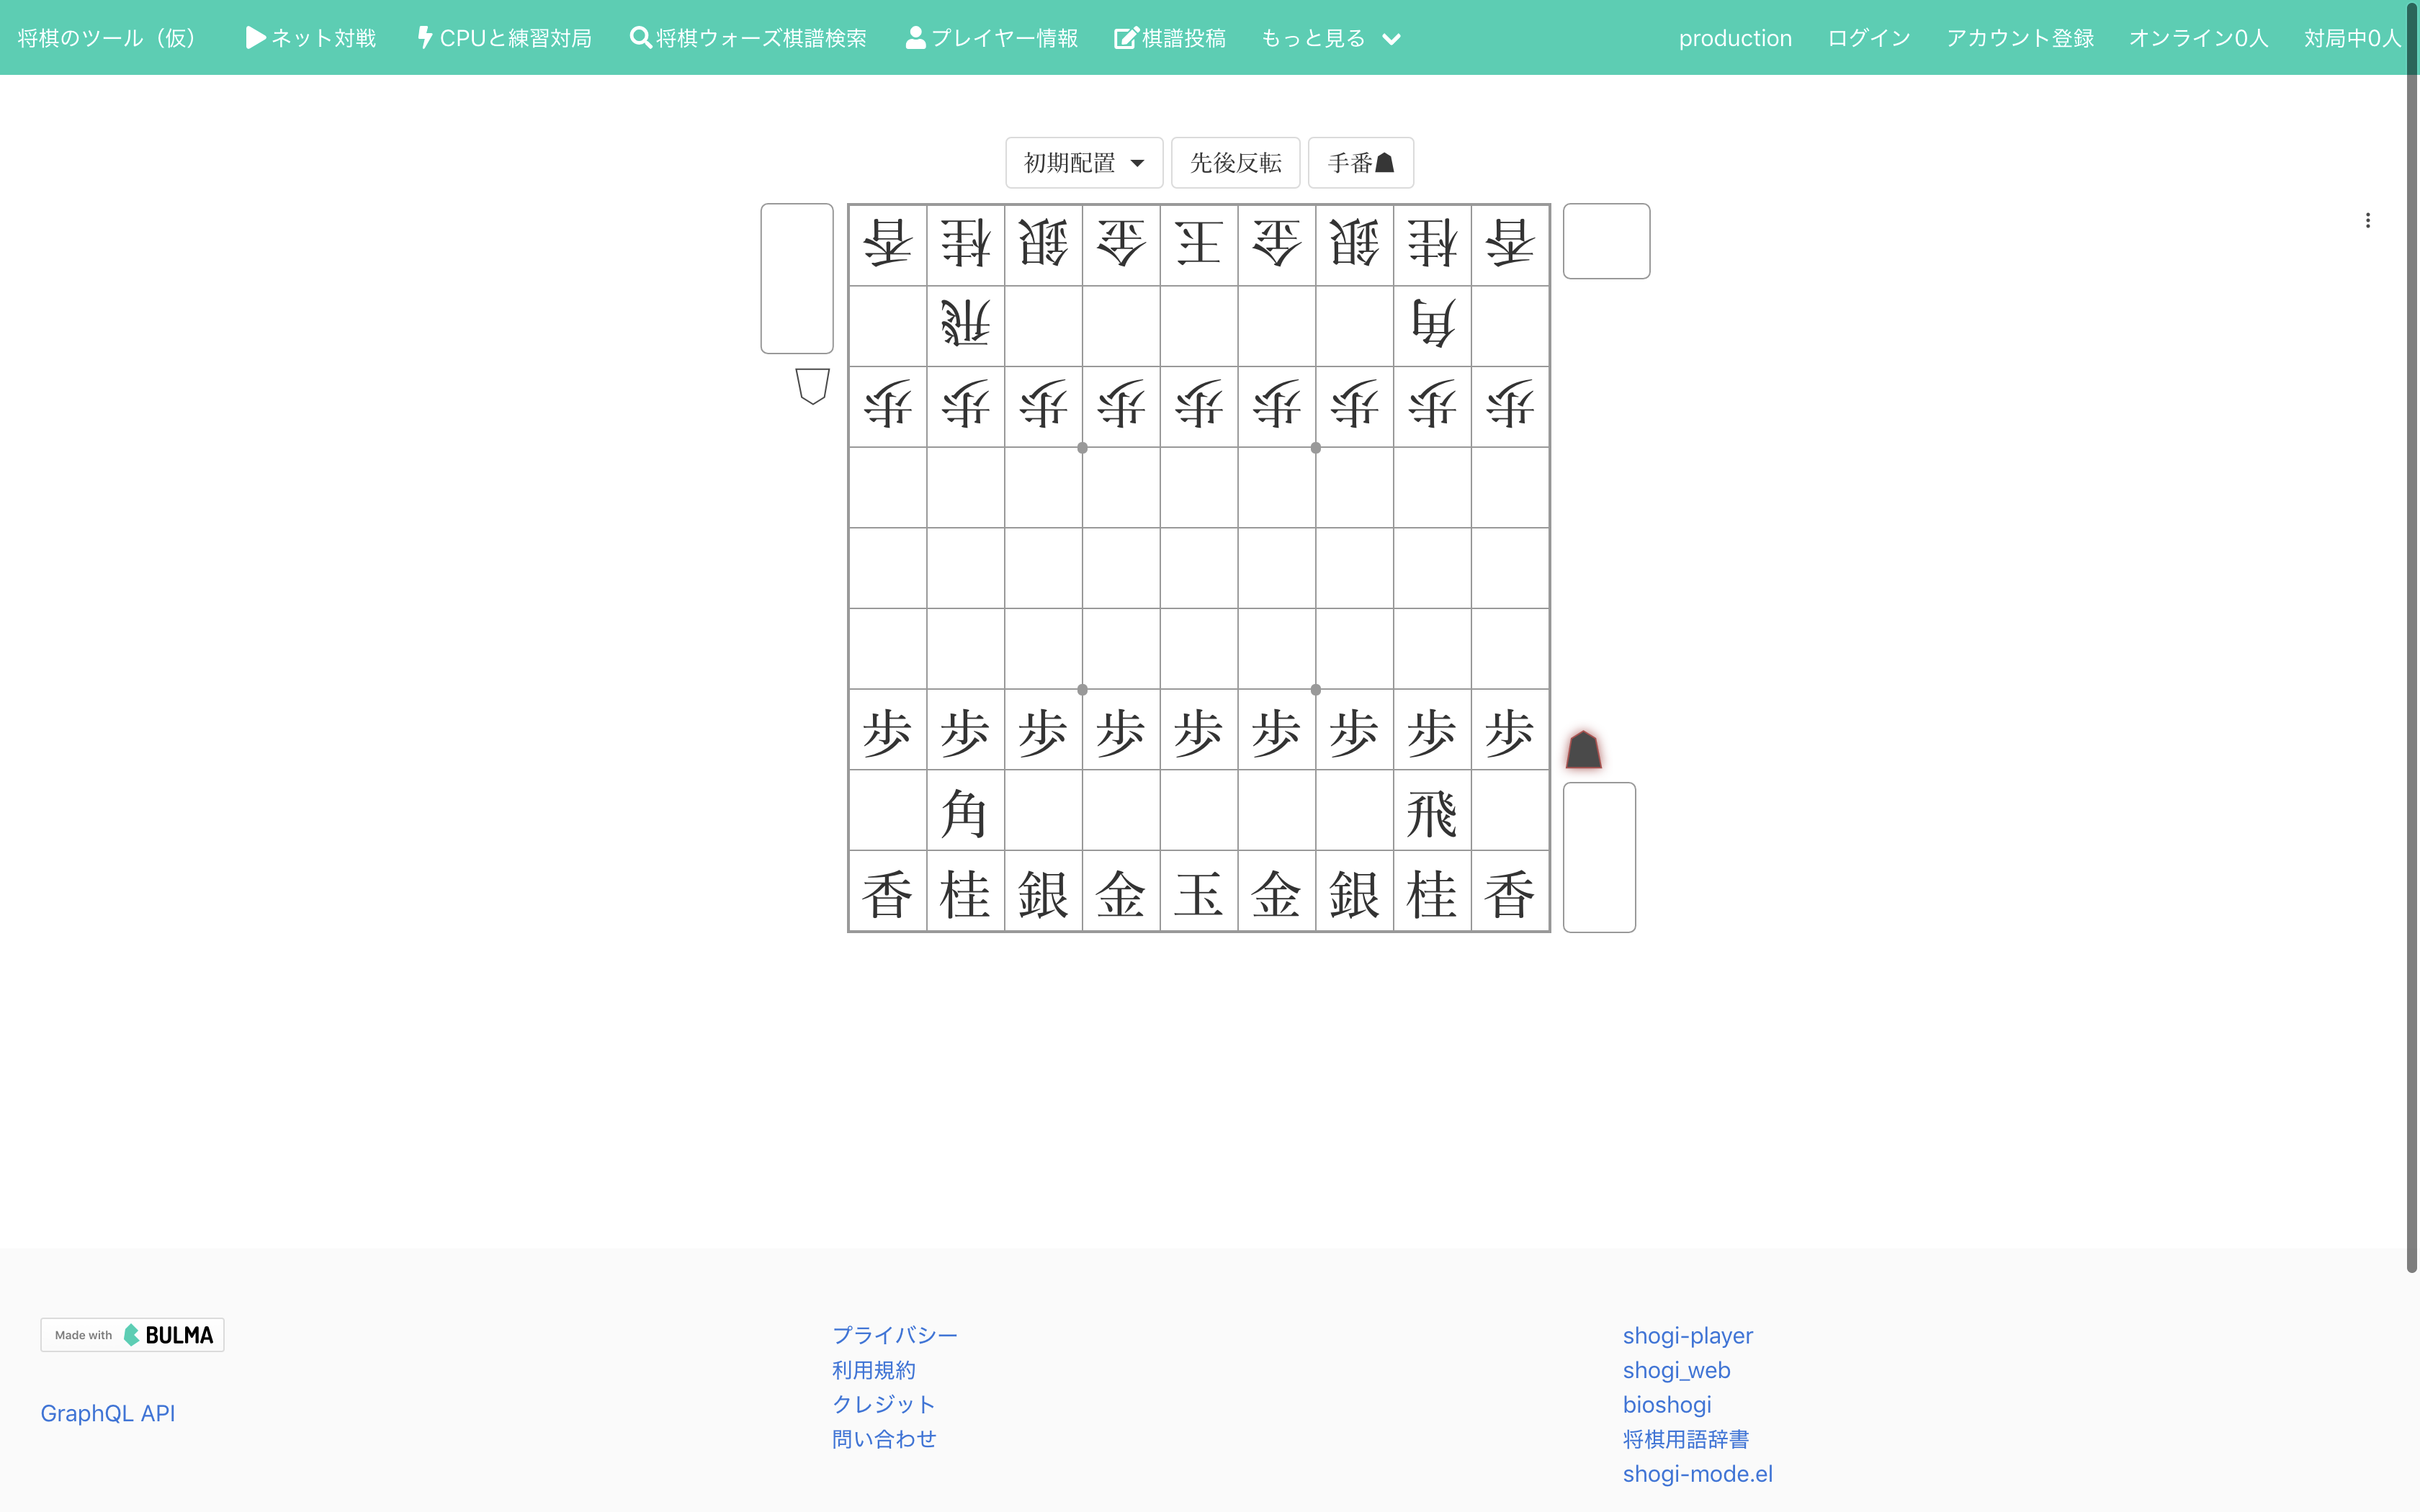 将棋のツール（仮） ネット対戦 CPUと練習対局 将棋ウォーズ棋譜検索 プレイヤー情報 棋譜投稿 もっと見る production ログイン アカウント登録 オンライン0人 対局中0人
初期配置 先後反転 手番
香桂銀金王金銀桂香
飛角
歩歩歩歩歩歩歩歩歩
歩歩歩歩歩歩歩歩歩
角飛
香桂銀金玉金銀桂香
Made with BULMA
GraphQL API
プライバシー
利用規約
クレジット
問い合わせ
shogi-player
shogi_web
bioshogi
将棋用語辞書
shogi-mode.el